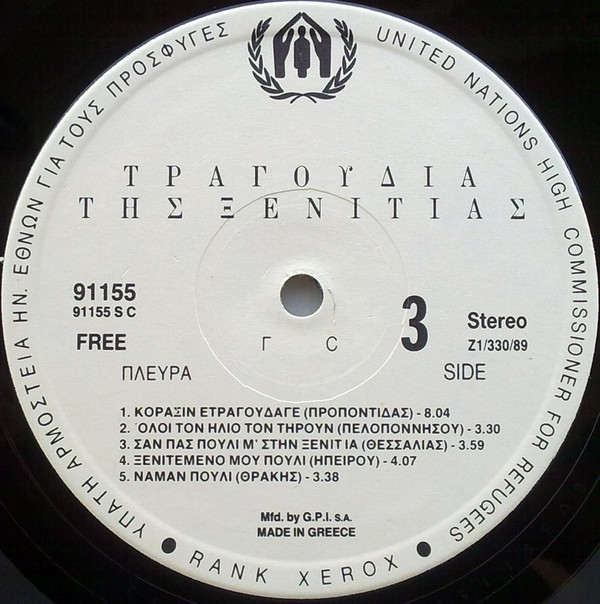 ΥΠΑΤΗ ΑΡΜΟΣΤΕΙΑ ΗΝ. ΕΘΝΩΝ ΓΙΑ ΤΟΥΣ ΠΡΟΣΦΥΓΕΣ
UNITED NATIONS HIGH COMMISSIONER FOR REFUGEES
ΤΡΑΓΟΥΔΙΑ
ΤΗΣ ΞΕΝΙΤΙΑΣ
91155
91155 S C
FREE
3
Stereo
Z1/330/89
Γ C
ΠΛΕΥΡΑ SIDE
1. ΚΟΡΑΞΙΝ ΕΤΡΑΓΟΥΔΑΓΕ (ΠΡΟΠΟΝΤΙΔΑΣ) - 8.04
2. ΌΛΟΙ ΤΟΝ ΗΛΙΟ ΤΟΝ ΤΗΡΟΥΝ (ΠΕΛΟΠΟΝΝΗΣΟΥ) - 3.30
3. ΣΑΝ ΠΑΣ ΠΟΥΛΙ Μ' ΣΤΗΝ ΞΕΝΙΤΙΑ (ΘΕΣΣΑΛΙΑΣ) - 3.59
4. ΞΕΝΙΤΕΜΕΝΟ ΜΟΥ ΠΟΥΛΙ (ΗΠΕΙΡΟΥ) - 4.07
5. ΝΑΜΑΝ ΠΟΥΛΙ (ΘΡΑΚΗΣ) - 3.38
Mfd. by G.P.I. S.A.
MADE IN GREECE
● RANK XEROX ●